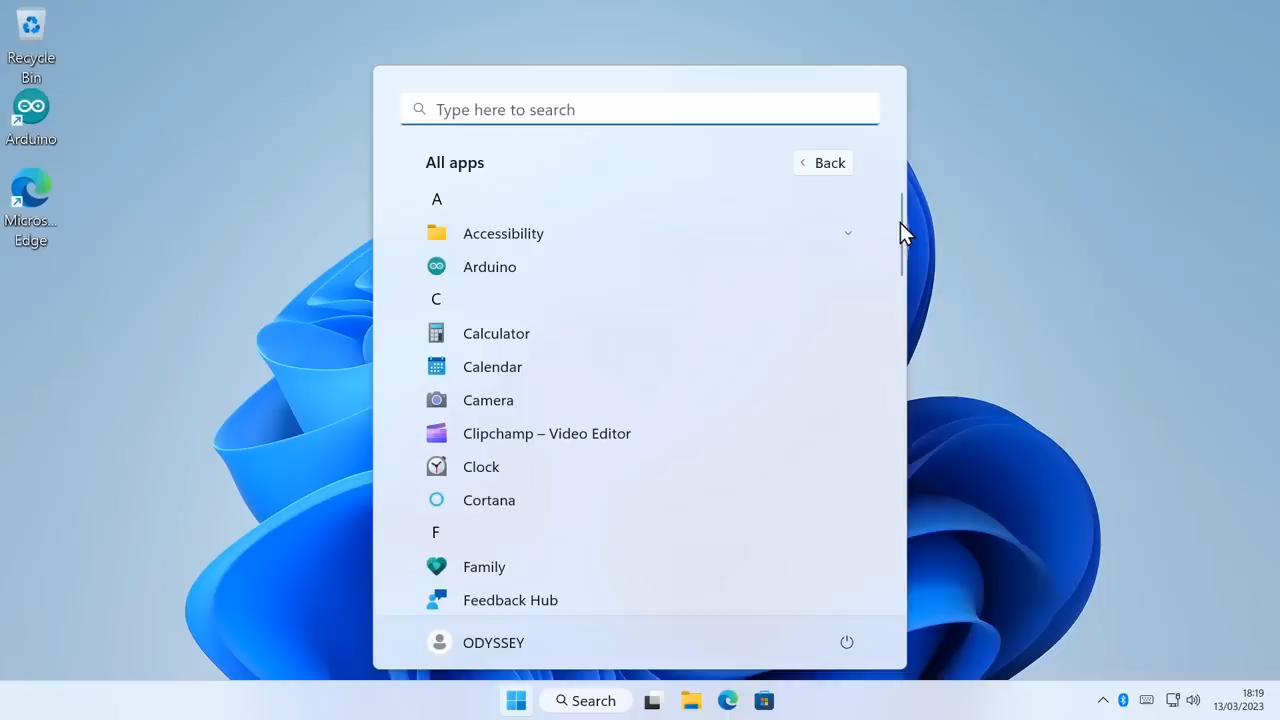 Recycle
Bin
Arduino
Micros...
Edge
Type here to search
All apps
Back
A
Accessibility
Arduino
C
Calculator
Calendar
Camera
Clipchamp – Video Editor
Clock
Cortana
F
Family
Feedback Hub
ODYSSEY
Search
18:19
13/03/2023